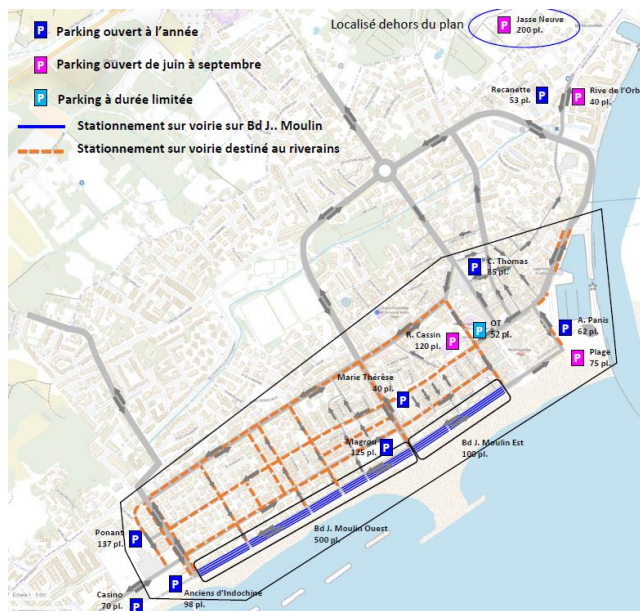 Localisé dehors du plan
P Jasse Neuve
200 pl.
P Parking ouvert à l'année
P Parking ouvert de juin à septembre
P Parking à durée limitée
Stationnement sur voirie sur Bd J.. Moulin
Stationnement sur voirie destiné au riverains
Recanette
53 pl.
P
P
Rive de l'Orb
40 pl.
P
C. Thomas
85 pl.
R. Cassin
120 pl.
P
P
OT
52 pl.
P
A. Panis
62 pl.
P
Plage
75 pl.
Marie Thérèse
40 pl.
P
Magrou
125 pl.
P
Bd J. Moulin Est
100 pl.
Bd J. Moulin Ouest
500 pl.
Ponant
137 pl.
P
Casino
70 pl.
P
P
Anciens d'Indochine
98 pl.